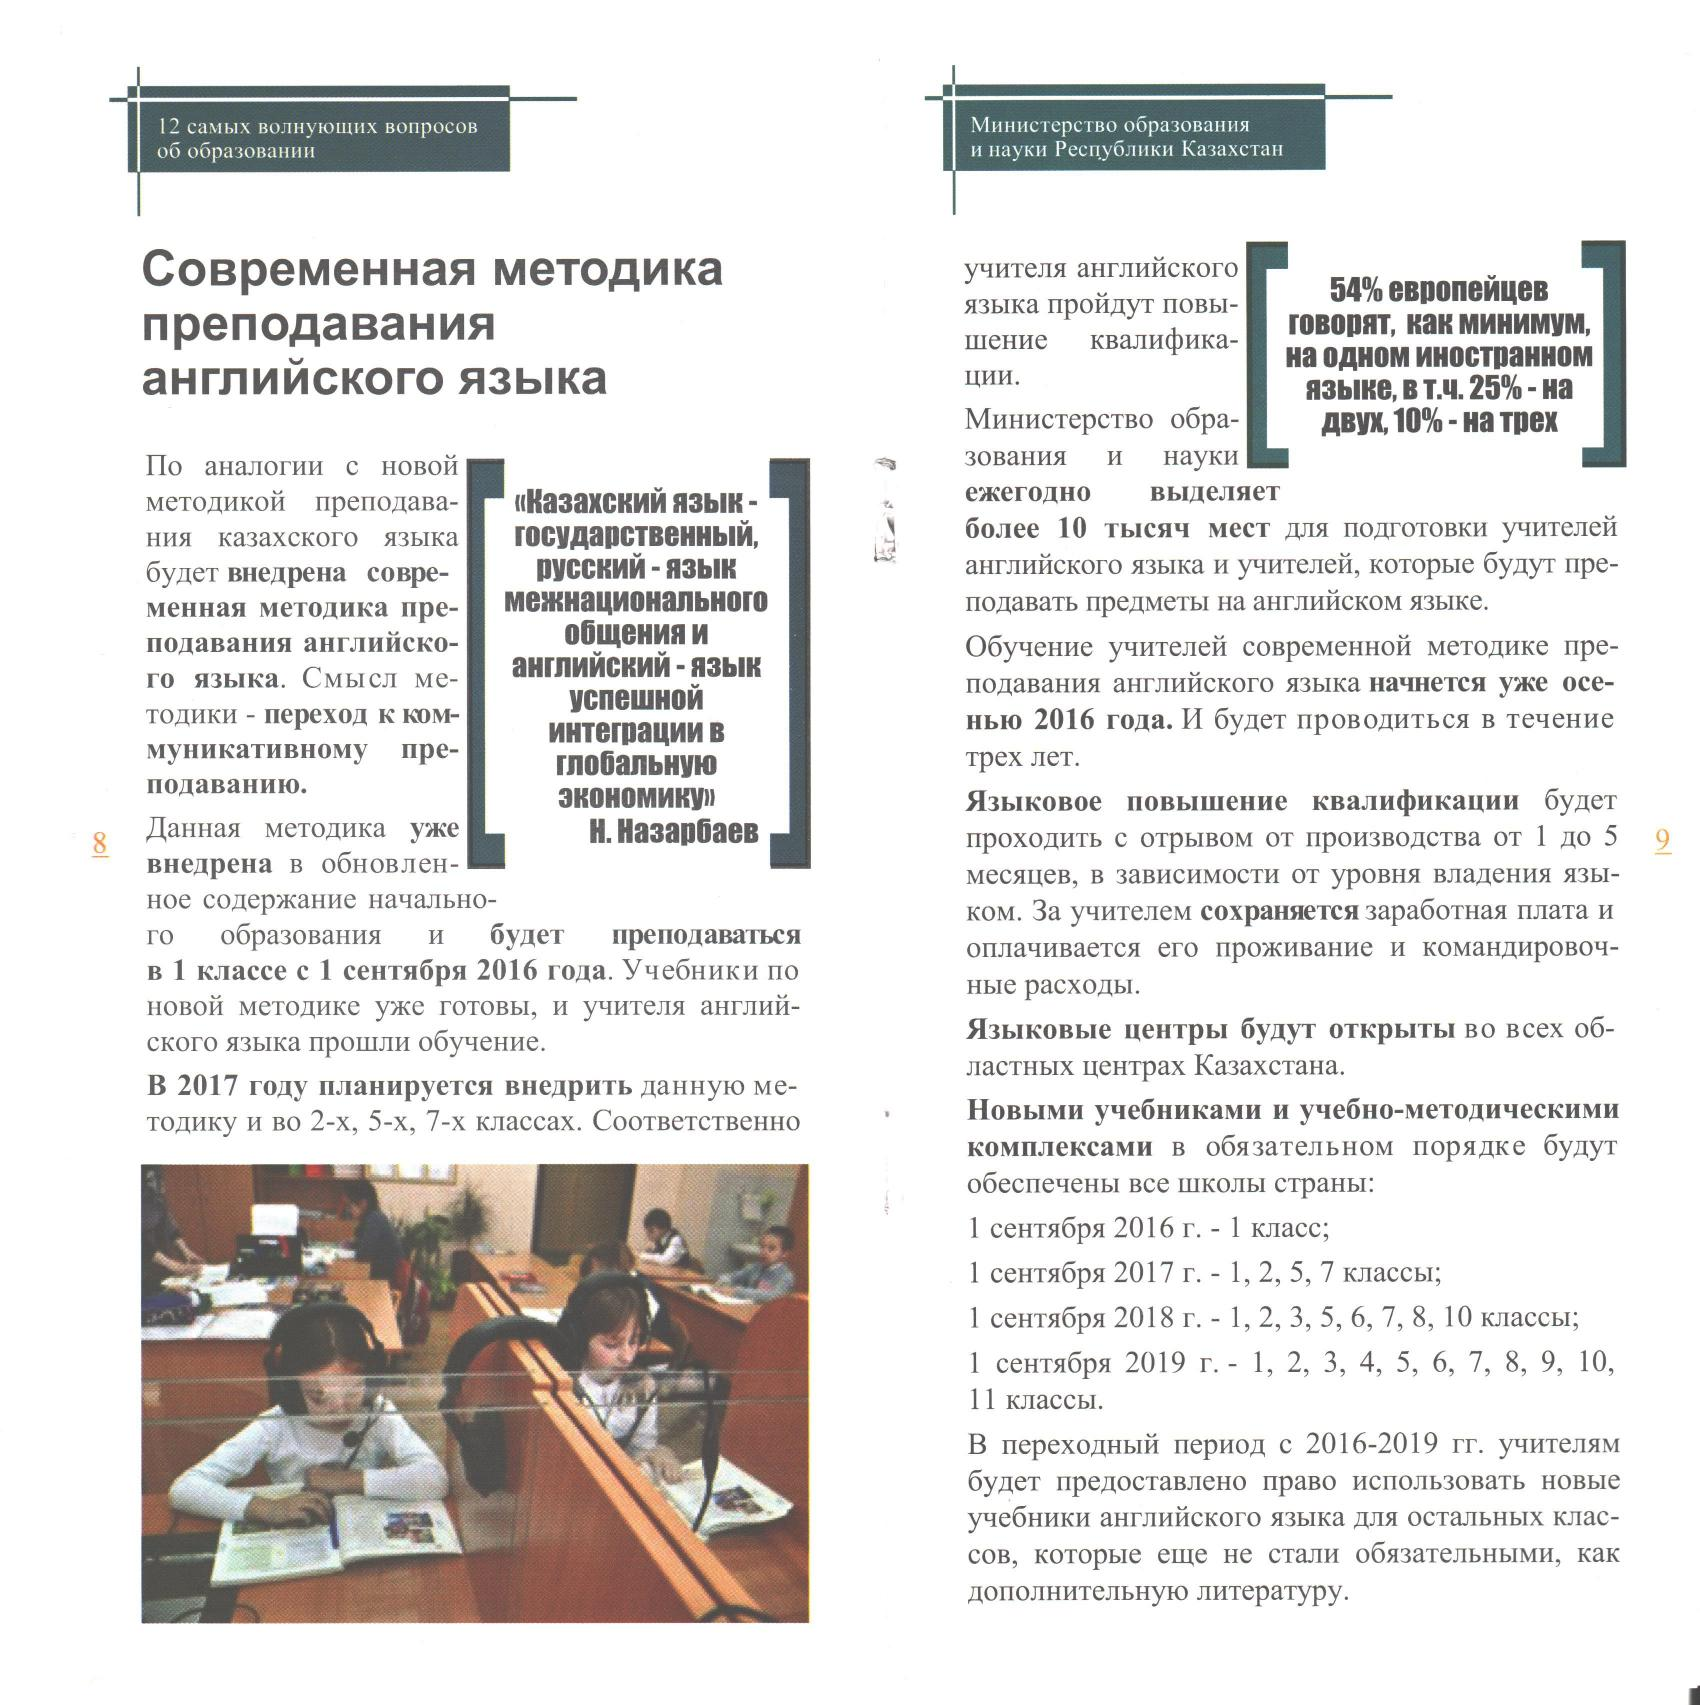 12 самых волнующих вопросов
об образовании
Современная методика
преподавания
английского языка
По аналогии с новой
методикой преподава-
ния казахского языка
будет внедрена совре-
менная методика пре-
подавания английско-
го языка. Смысл ме-
тодики - переход к ком-
муникативному пре-
подаванию.
Данная методика уже
внедрена в обновлен-
ное содержание начально-
го образования и будет преподаваться
в 1 классе с 1 сентября 2016 года. Учебники по
новой методике уже готовы, и учителя англий-
ского языка прошли обучение.
В 2017 году планируется внедрить данную ме-
тодику и во 2-х, 5-х, 7-х классах. Соответственно
«Казахский язык -
государственный,
русский - язык
межнационального
общения и
английский - язык
успешной
интеграции в
глобальную
экономику»
Н. Назарбаев
8
Министерство образования
и науки Республики Казахстан
учителя английского
языка пройдут повы-
шение квалифика-
ции.
Министерство обра-
зования и науки
ежегодно выделяет
более 10 тысяч мест для подготовки учителей
английского языка и учителей, которые будут пре-
подавать предметы на английском языке.
54% европейцев
говорят, как минимум,
на одном иностранном
языке, в т.ч. 25% - на
двух, 10% - на трех
Обучение учителей современной методике пре-
подавания английского языка начнется уже осе-
нью 2016 года. И будет проводиться в течение
трех лет.
Языковое повышение квалификации будет
проходить с отрывом от производства от 1 до 5
месяцев, в зависимости от уровня владения язы-
ком. За учителем сохраняется заработная плата и
оплачивается его проживание и командировоч-
ные расходы.
Языковые центры будут открыты во всех об-
ластных центрах Казахстана.
Новыми учебниками и учебно-методическими
комплексами в обязательном порядке будут
обеспечены все школы страны:
1 сентября 2016 г. - 1 класс;
1 сентября 2017 г. - 1, 2, 5, 7 классы;
1 сентября 2018 г. - 1, 2, 3, 5, 6, 7, 8, 10 классы;
1 сентября 2019 г. - 1, 2, 3, 4, 5, 6, 7, 8, 9, 10,
11 классы.
В переходный период с 2016-2019 гг. учителям
будет предоставлено право использовать новые
учебники английского языка для остальных клас-
сов, которые еще не стали обязательными, как
дополнительную литературу.
9